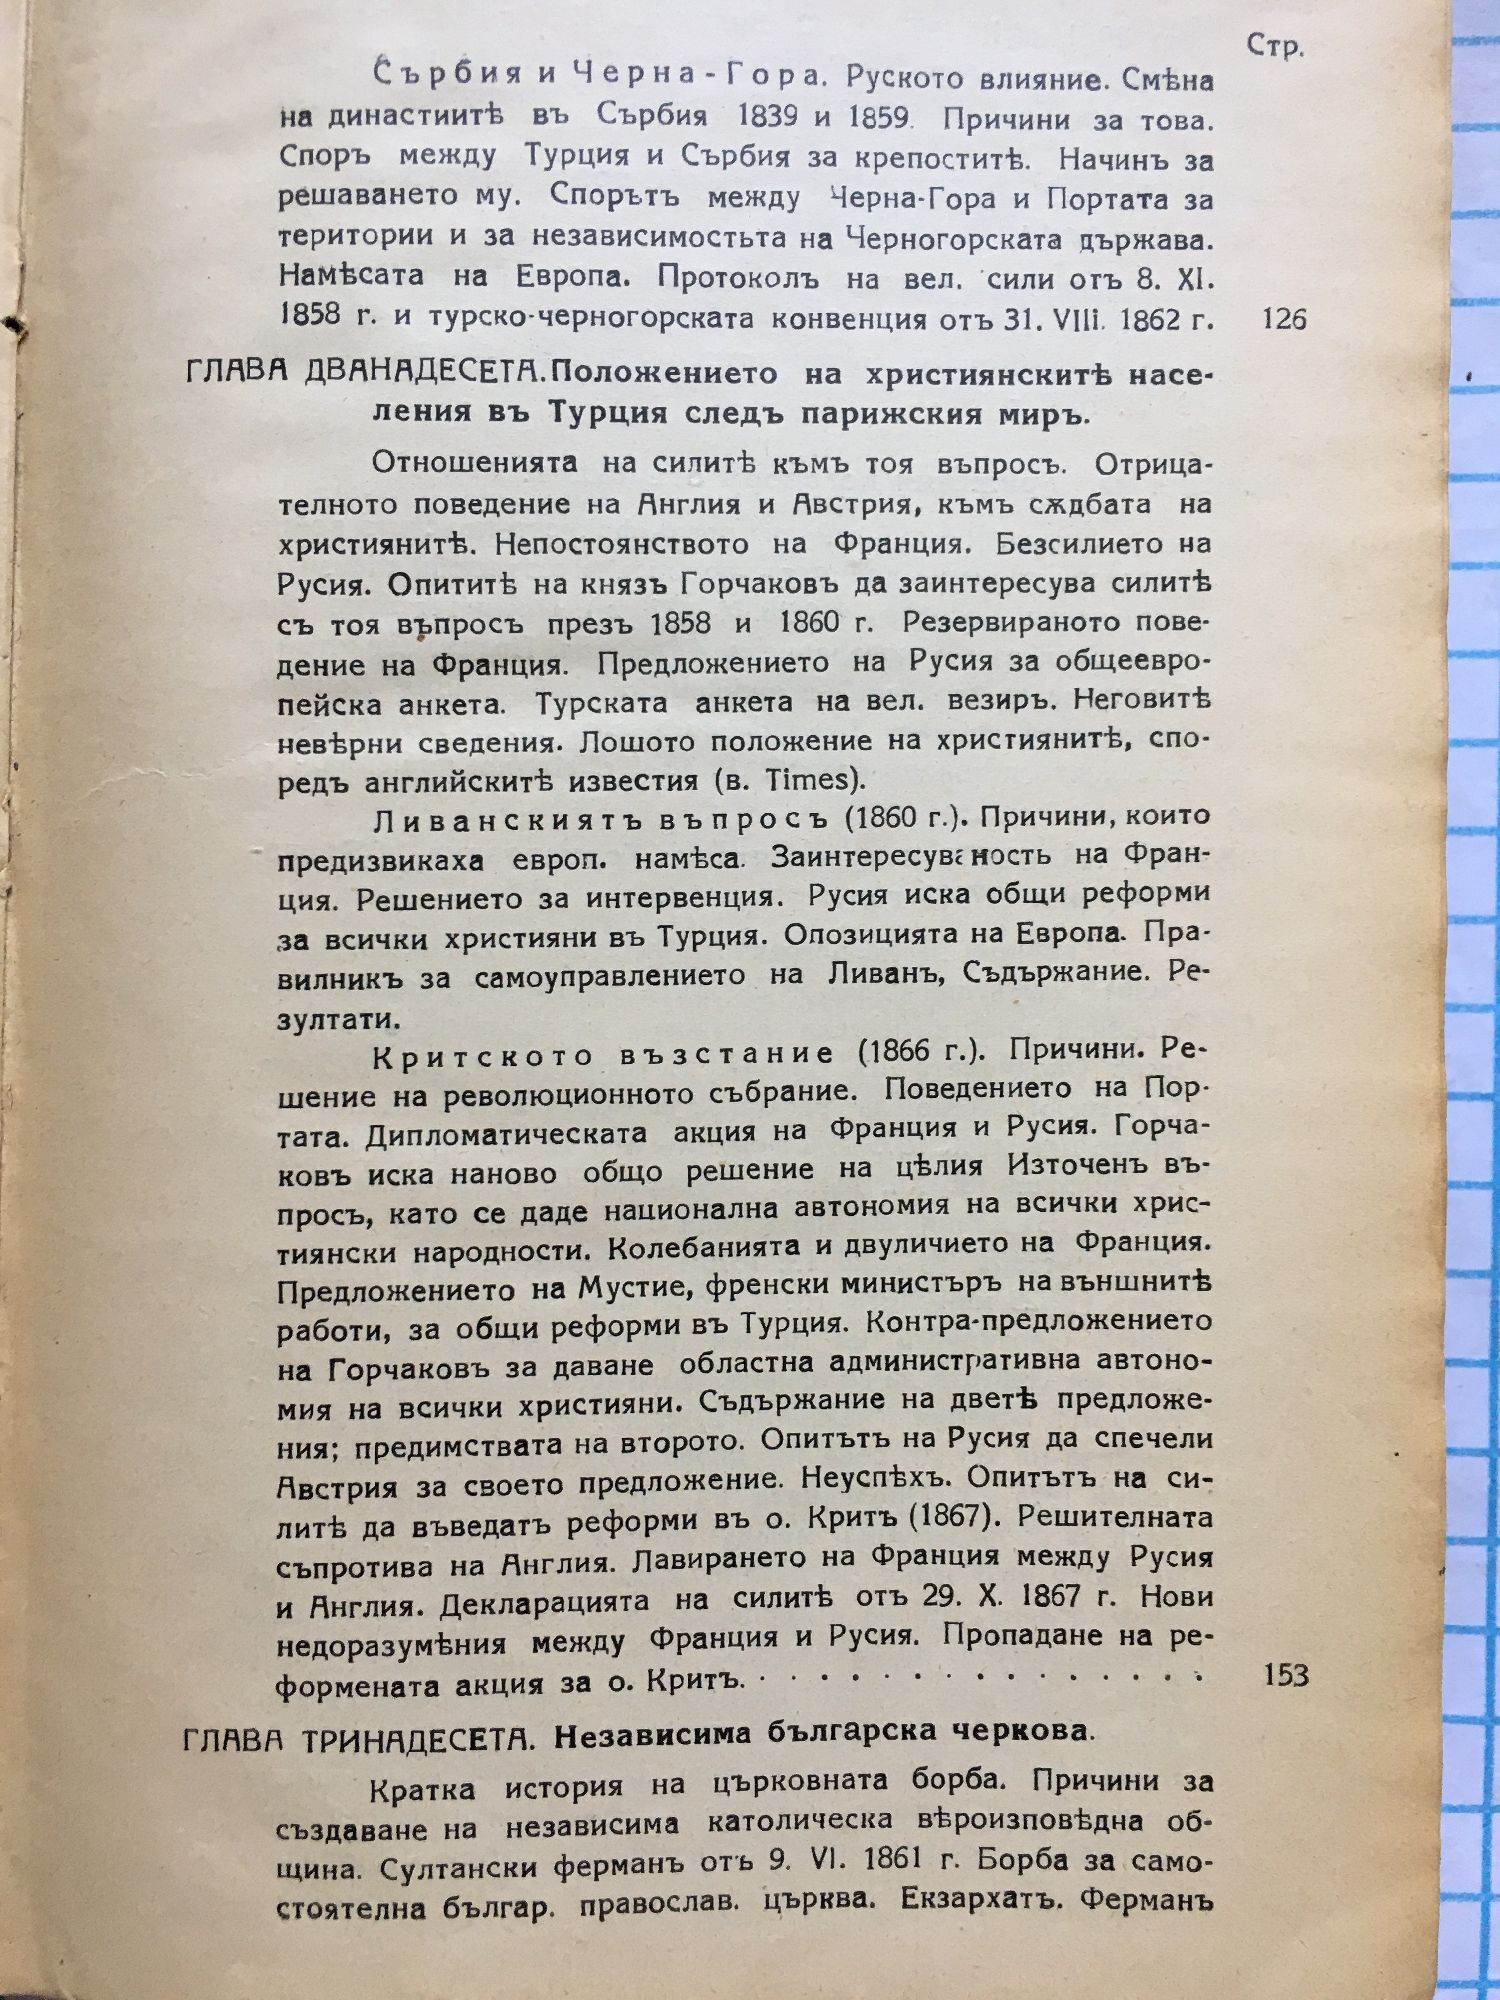 Стр.
Сърбия и Черна-Гора. Руското влияние. Смѣна
на династиитѣ въ Сърбия 1839 и 1859. Причини за това.
Споръ между Турция и Сърбия за крепоститѣ. Начинъ за
решаването му. Спорътъ между Черна-Гора и Портата за
територии и за независимостьта на Черногорската държава.
Намѣсата на Европа. Протоколъ на вел. сили отъ 8. XI.
1858 г. и турско-черногорската конвенция отъ 31. VIII. 1862 г. 126
ГЛАВА ДВАНАДЕСЕТА. Положението на християнскитѣ насе-
ления въ Турция следъ парижския миръ.
Отношенията на силитѣ къмъ тоя въпросъ. Отрица-
телното поведение на Англия и Австрия, къмъ сѫдбата на
християнитѣ. Непостоянството на Франция. Безсилието на
Русия. Опититѣ на князъ Горчаковъ да заинтересува силитѣ
съ тоя въпросъ презъ 1858 и 1860 г. Резервираното пове-
дение на Франция. Предложението на Русия за общеевро-
пейска анкета. Турската анкета на вел. везиръ. Неговитѣ
невѣрни сведения. Лошото положение на християнитѣ, спо-
редъ английскитѣ известия (в. Times).
Ливанскиятъ въпросъ (1860 г.). Причини, които
предизвикаха европ. намѣса. Заинтересуваность на Фран-
ция. Решението за интервенция. Русия иска общи реформи
за всички християни въ Турция. Опозицията на Европа. Пра-
вилникъ за самоуправлението на Ливанъ, Съдържание. Ре-
зултати.
Критското възстание (1866 г.). Причини. Ре-
шение на революционното събрание. Поведението на Пор-
тата. Дипломатическата акция на Франция и Русия. Горча-
ковъ иска наново общо решение на цѣлия Източенъ въ-
просъ, като се даде национална автономия на всички хрис-
тиянски народности. Колебанията и двуличието на Франция.
Предложението на Мустие, френски министъръ на външнитѣ
работи, за общи реформи въ Турция. Контра-предложението
на Горчаковъ за даване областна административна автоно-
мия на всички християни. Съдържание на дветѣ предложе-
ния; предимствата на второто. Опитътъ на Русия да спечели
Австрия за своето предложение. Неуспѣхъ. Опитътъ на си-
литѣ да въведатъ реформи въ о. Критъ (1867). Решителната
съпротива на Англия. Лавирането на Франция между Русия
и Англия. Декларацията на силитѣ отъ 29. X. 1867 г. Нови
недоразумѣния между Франция и Русия. Пропадане на ре-
формената акция за о. Критъ. . . . . . . . . . . . . . . . 153
ГЛАВА ТРИНАДЕСЕТА. Независима българска черкова.
Кратка история на църковната борба. Причини за
създаване на независима католическа вѣроизповѣдна об-
щина. Султански ферманъ отъ 9. VI. 1861 г. Борба за само-
стоятелна българ. православ. църква. Екзархатъ. Ферманъ